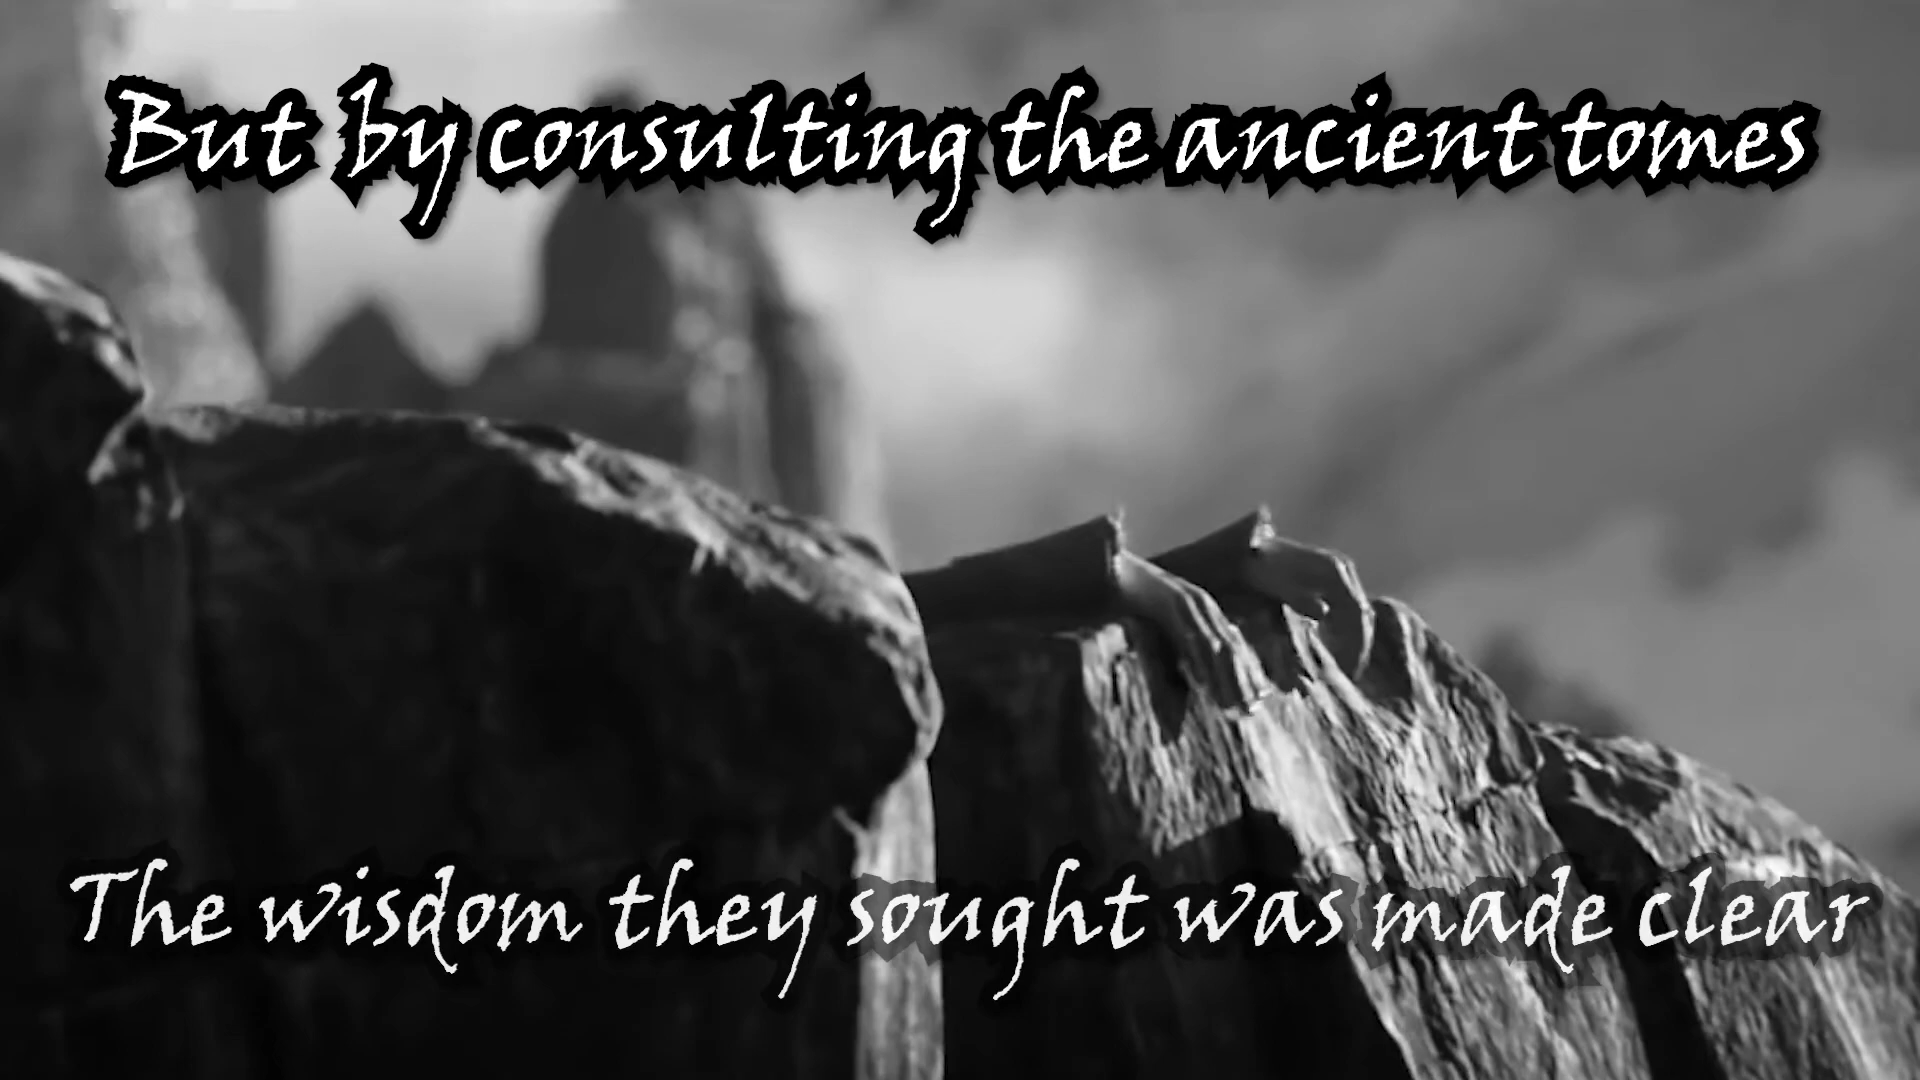 But by consulting the ancient tomes
The wisdom they sought was made clear